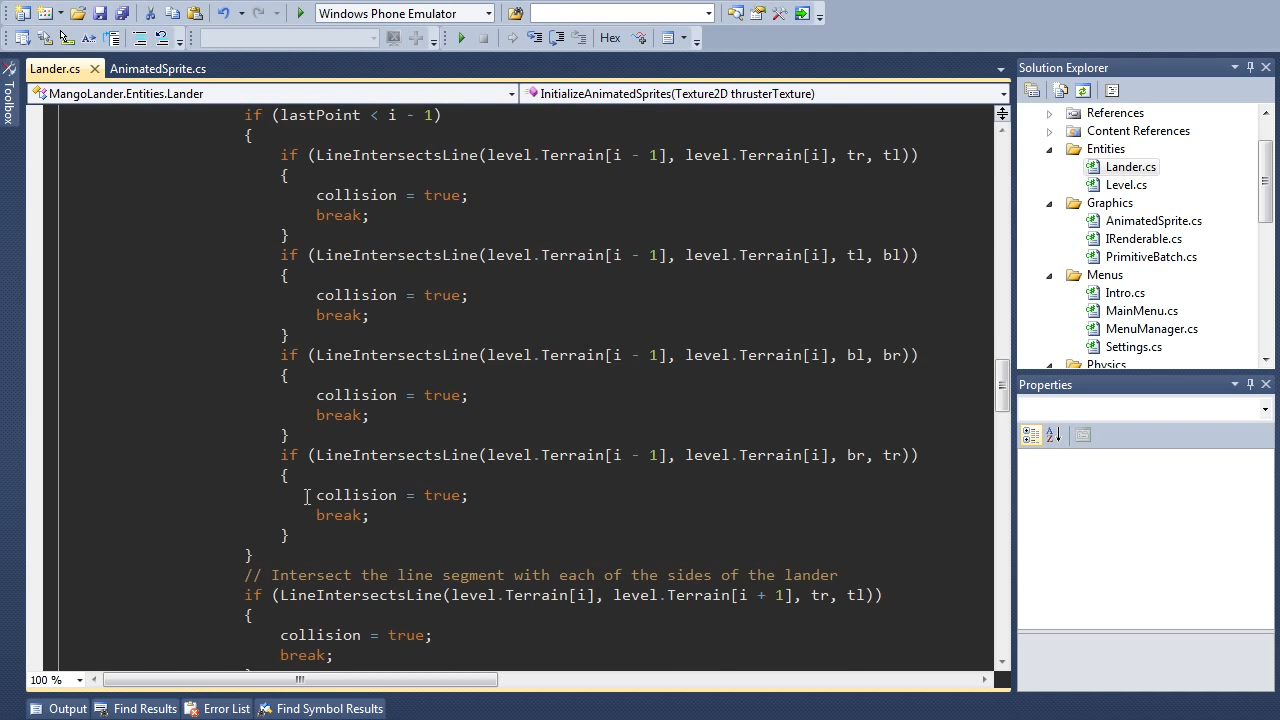 Windows Phone Emulator
Hex
Lander.cs
AnimatedSprite.cs
MangoLander.Entities.Lander
InitializeAnimatedSprites(Texture2D thrusterTexture)
Toolbox
if (lastPoint < i - 1)
{
if (LineIntersectsLine(level.Terrain[i - 1], level.Terrain[i], tr, tl))
{
collision = true;
break;
}
if (LineIntersectsLine(level.Terrain[i - 1], level.Terrain[i], tl, bl))
{
collision = true;
break;
}
if (LineIntersectsLine(level.Terrain[i - 1], level.Terrain[i], bl, br))
{
collision = true;
break;
}
if (LineIntersectsLine(level.Terrain[i - 1], level.Terrain[i], br, tr))
{
collision = true;
break;
}
}
// Intersect the line segment with each of the sides of the lander
if (LineIntersectsLine(level.Terrain[i], level.Terrain[i + 1], tr, tl))
{
collision = true;
break;
100 %
Solution Explorer
References
Content References
Entities
Lander.cs
Level.cs
Graphics
AnimatedSprite.cs
IRenderable.cs
PrimitiveBatch.cs
Menus
Intro.cs
MainMenu.cs
MenuManager.cs
Settings.cs
Physics
Properties
Output
Find Results
Error List
Find Symbol Results